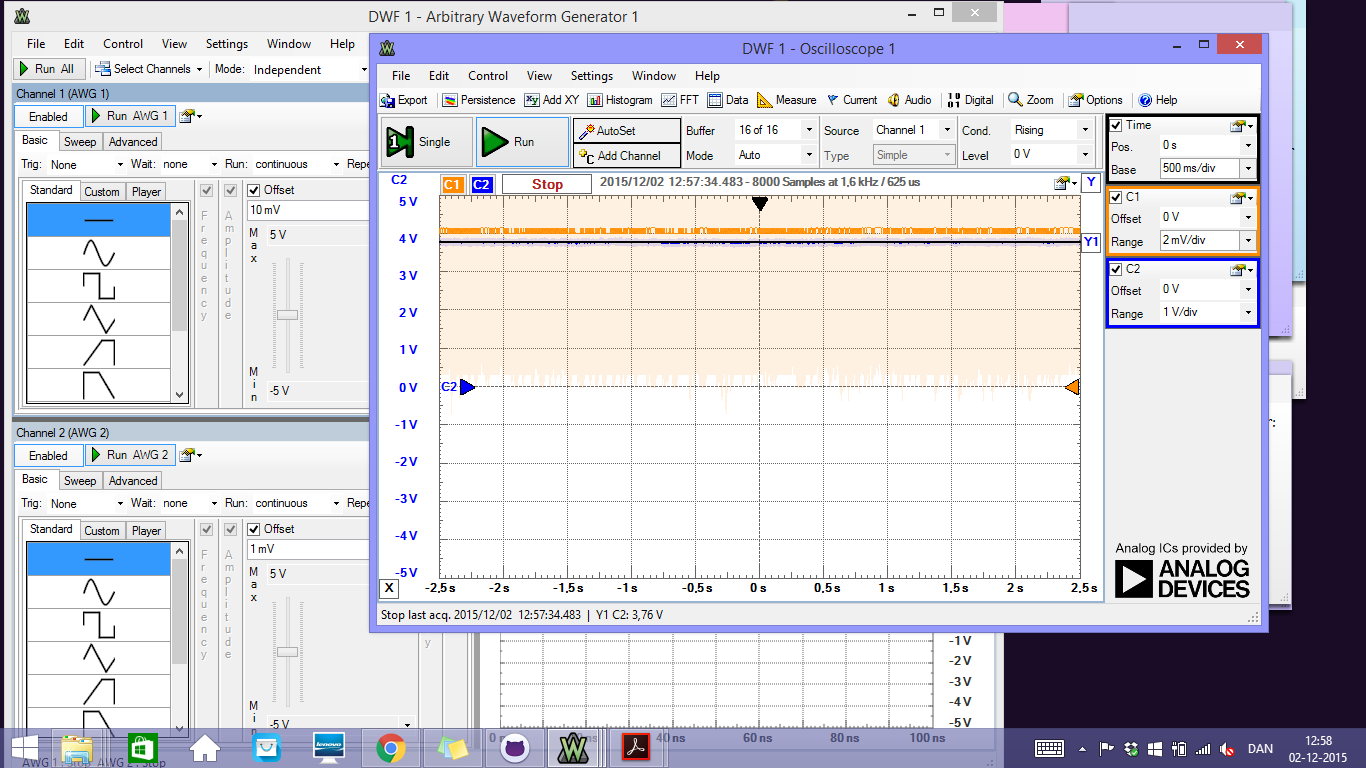 DWF 1 - Arbitrary Waveform Generator 1
File Edit Control View Settings Window Help
Run All Select Channels Mode: Independent
Channel 1 (AWG 1)
Enabled Run AWG 1
Basic Sweep Advanced
Trig: None Wait: none Run: continuous Repe
Standard Custom Player
Frequency
Amplitude
Offset
10 mV
Max
5 V
Min
-5 V
Channel 2 (AWG 2)
Enabled Run AWG 2
Basic Sweep Advanced
Trig: None Wait: none Run: continuous Repe
Standard Custom Player
Frequency
Amplitude
Offset
1 mV
Max
5 V
Min
-5 V
DWF 1 - Oscilloscope 1
File Edit Control View Settings Window Help
Export Persistence Add XY Histogram FFT Data Measure Current Audio Digital Zoom Options Help
Single Run AutoSet Buffer 16 of 16 Source Channel 1 Cond. Rising
Add Channel Mode Auto Type Simple Level 0 V
C2 C1 C2 Stop 2015/12/02 12:57:34.483 - 8000 Samples at 1,6 kHz / 625 us Y
5 V
4 V
Y1
3 V
2 V
1 V
C2
0 V
-1 V
-2 V
-3 V
-4 V
-5 V
X -2,5 s -2 s -1,5 s -1 s -0,5 s 0 s 0,5 s 1 s 1,5 s 2 s 2,5 s
Time
Pos. 0 s
Base 500 ms/div
C1
Offset 0 V
Range 2 mV/div
C2
Offset 0 V
Range 1 V/div
Analog ICs provided by
ANALOG
DEVICES
Stop last acq. 2015/12/02 12:57:34.483 | Y1 C2: 3,76 V
y
-1 V
-2 V
-3 V
-4 V
-5 V
0 ns 60 ns 80 ns 100 ns
lenovo
DAN
12:58
02-12-2015